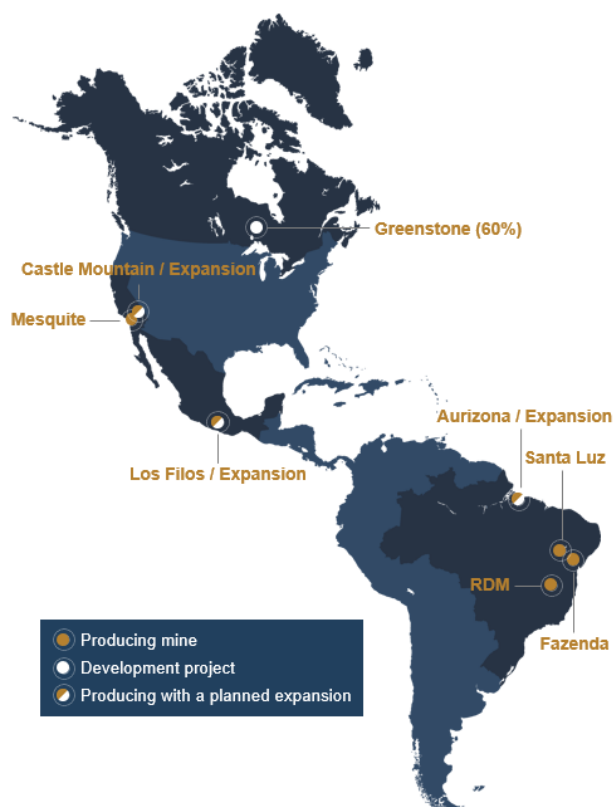 Greenstone (60%)
Castle Mountain / Expansion
Mesquite
Aurizona / Expansion
Santa Luz
Los Filos / Expansion
RDM
Fazenda
Producing mine
Development project
Producing with a planned expansion